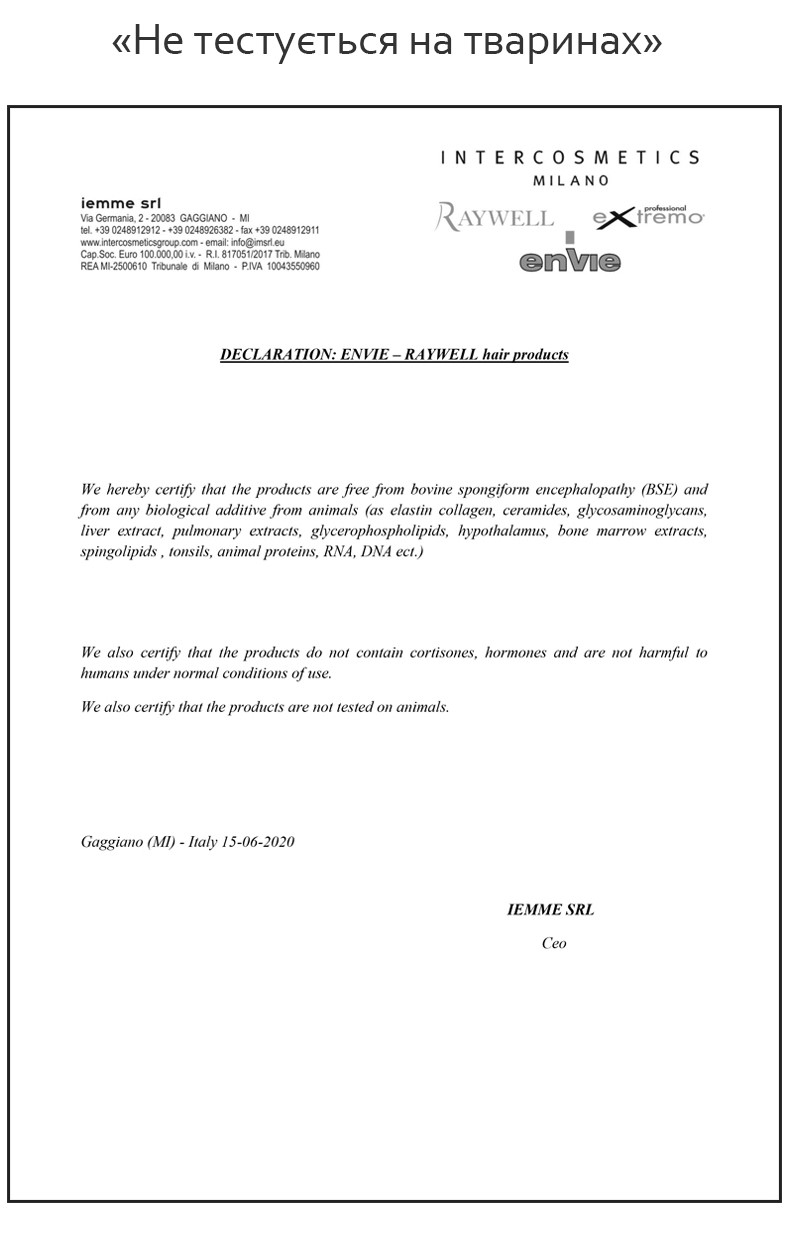 «Не тестується на тваринах»
INTERCOSMETICS
MILANO
iemme srl
Via Germania, 2 - 20083 GAGGIANO - MI
tel. +39 0248912912 - +39 0248926382 - fax +39 0248912911
www.intercosmeticsgroup.com - email: info@imsrl.eu
Cap.Soc. Euro 100.000,00 i.v. - R.I. 817051/2017 Trib. Milano
REA MI-2500610 Tribunale di Milano - P.IVA 10043550960
RAYWELL
professional
extremo
envie
DECLARATION: ENVIE – RAYWELL hair products
We hereby certify that the products are free from bovine spongiform encephalopathy (BSE) and
from any biological additive from animals (as elastin collagen, ceramides, glycosaminoglycans,
liver extract, pulmonary extracts, glycerophospholipids, hypothalamus, bone marrow extracts,
spingolipids , tonsils, animal proteins, RNA, DNA ect.)
We also certify that the products do not contain cortisones, hormones and are not harmful to
humans under normal conditions of use.
We also certify that the products are not tested on animals.
Gaggiano (MI) - Italy 15-06-2020
IEMME SRL
Ceo